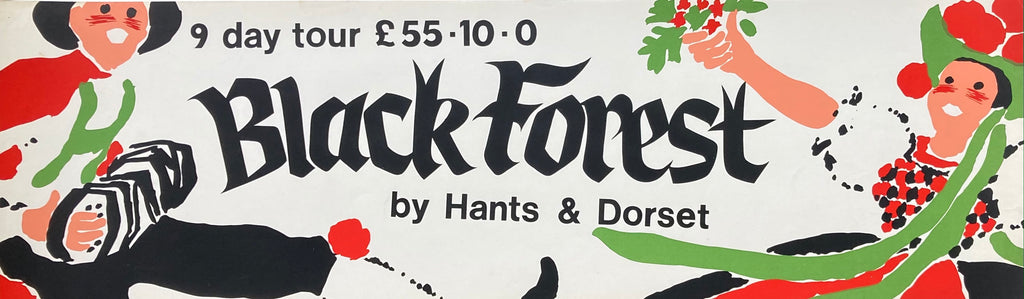 9 day tour £55·10·0
Black Forest
by Hants & Dorset